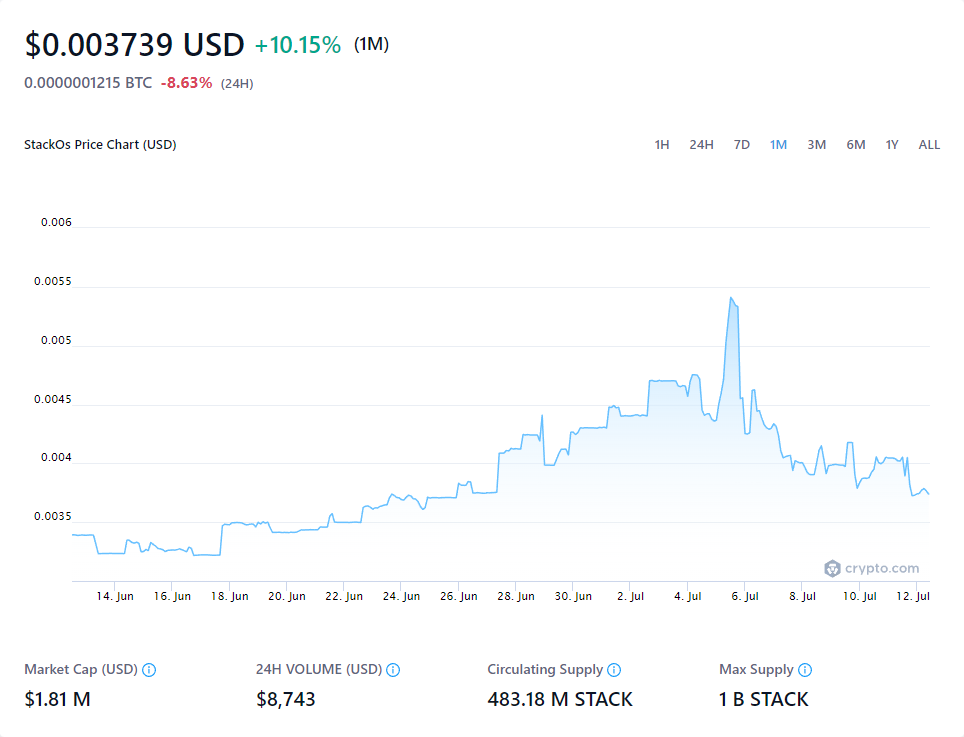 $0.003739 USD +10.15% (1M)
0.0000001215 BTC -8.63% (24H)
StackOs Price Chart (USD) 1H 24H 7D 1M 3M 6M 1Y ALL
0.006
0.0055
0.005
0.0045
0.004
0.0035
crypto.com
14. Jun 16. Jun 18. Jun 20. Jun 22. Jun 24. Jun 26. Jun 28. Jun 30. Jun 2. Jul 4. Jul 6. Jul 8. Jul 10. Jul 12. Jul
Market Cap (USD) 24H VOLUME (USD) Circulating Supply Max Supply
$1.81 M $8,743 483.18 M STACK 1 B STACK